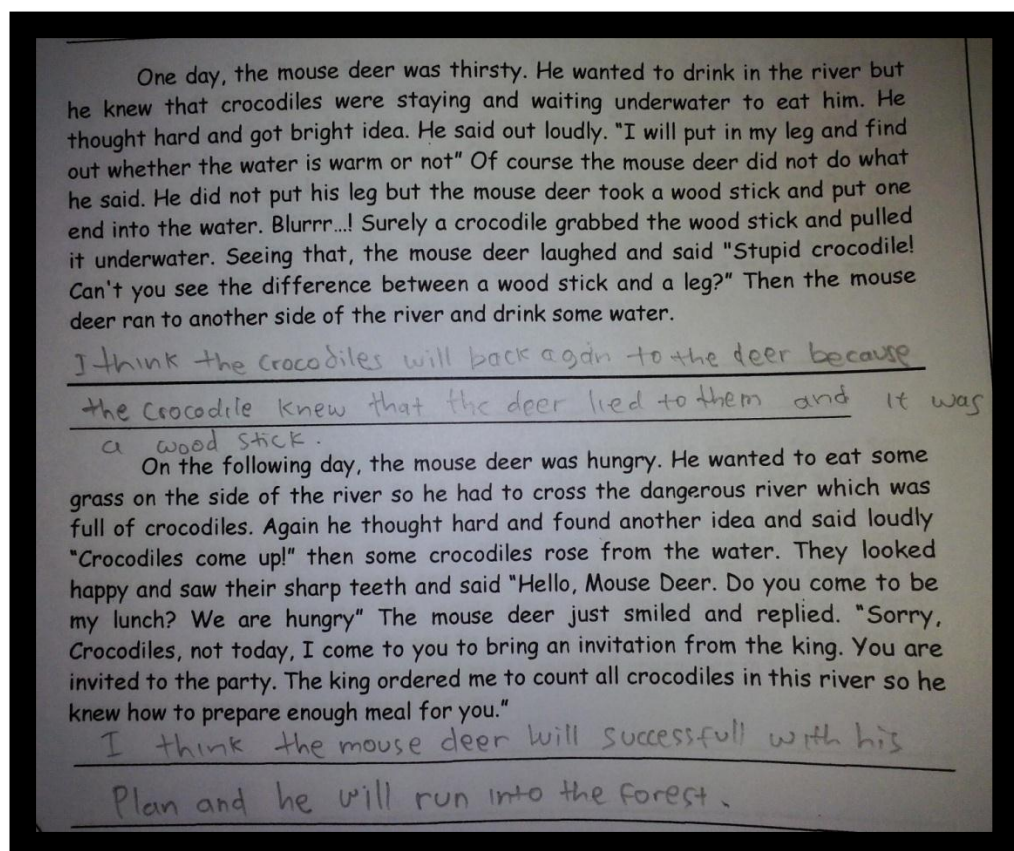 One day, the mouse deer was thirsty. He wanted to drink in the river but
he knew that crocodiles were staying and waiting underwater to eat him. He
thought hard and got bright idea. He said out loudly. "I will put in my leg and find
out whether the water is warm or not" Of course the mouse deer did not do what
he said. He did not put his leg but the mouse deer took a wood stick and put one
end into the water. Blurrr…! Surely a crocodile grabbed the wood stick and pulled
it underwater. Seeing that, the mouse deer laughed and said "Stupid crocodile!
Can't you see the difference between a wood stick and a leg?" Then the mouse
deer ran to another side of the river and drink some water.
I think the crocodiles will back again to the deer because
the crocodile knew that the deer lied to them and it was
a wood stick.
On the following day, the mouse deer was hungry. He wanted to eat some
grass on the side of the river so he had to cross the dangerous river which was
full of crocodiles. Again he thought hard and found another idea and said loudly
"Crocodiles come up!" then some crocodiles rose from the water. They looked
happy and saw their sharp teeth and said "Hello, Mouse Deer. Do you come to be
my lunch? We are hungry" The mouse deer just smiled and replied. "Sorry,
Crocodiles, not today, I come to you to bring an invitation from the king. You are
invited to the party. The king ordered me to count all crocodiles in this river so he
knew how to prepare enough meal for you."
I think the mouse deer will successfull with his
Plan and he will run into the forest.